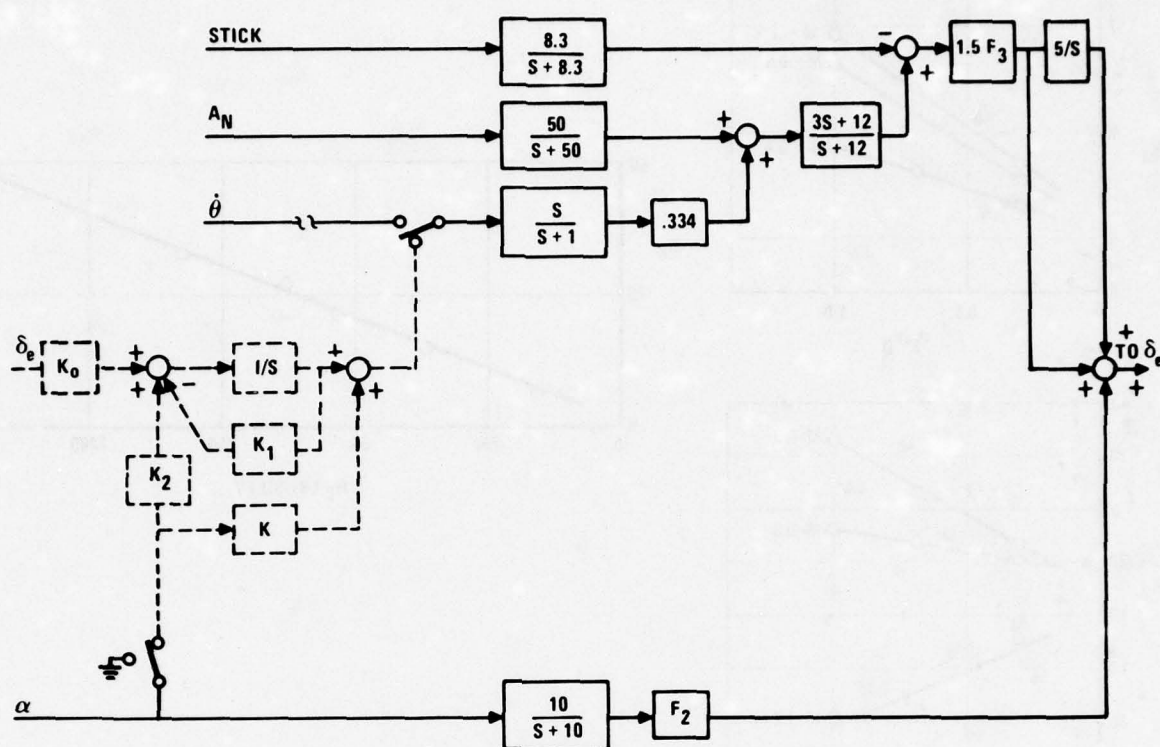 STICK
8.3
S + 8.3
-
+
1.5 F3
5/S
AN
50
S + 50
+
+
3S + 12
S + 12
θ̇
S
S + 1
.334
δe
K0
+
+
-
I/S
+
+
K1
K2
K
+
+
+
TO δe
+
α
10
S + 10
F2